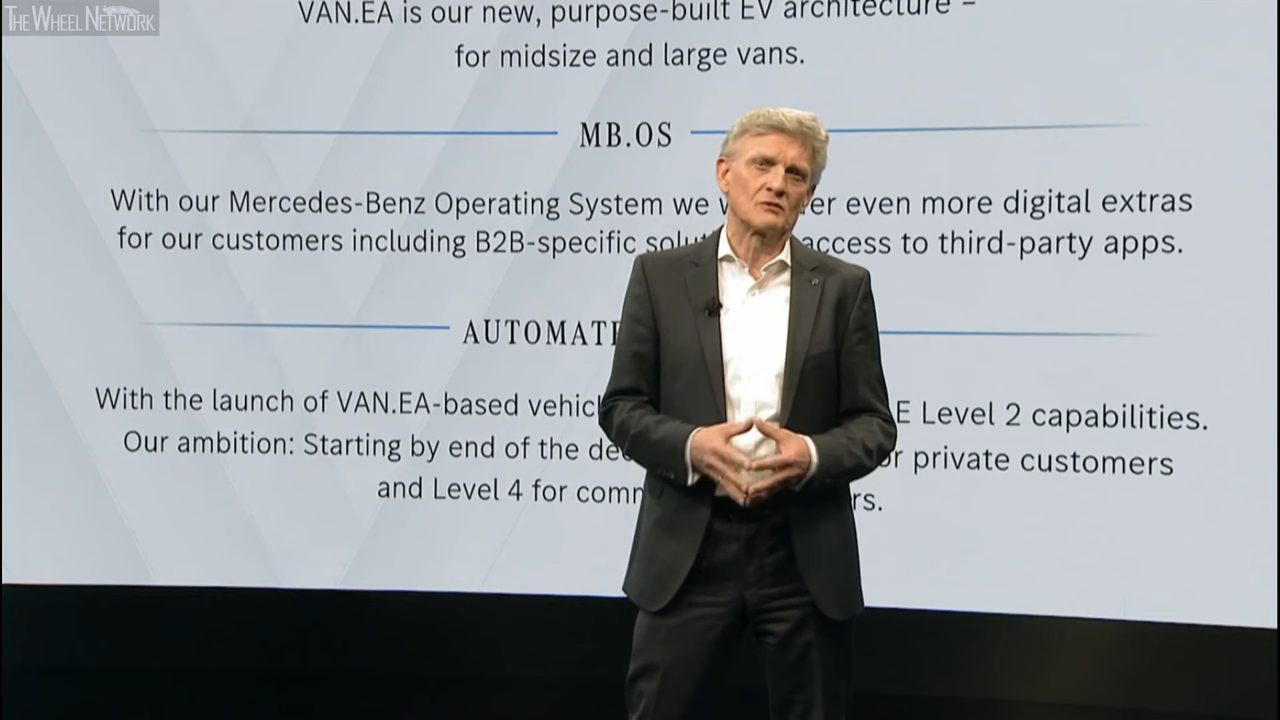 THE WHEEL NETWORK
VAN.EA is our new, purpose-built EV architecture –
for midsize and large vans.
MB.OS
With our Mercedes-Benz Operating System we er even more digital extras
for our customers including B2B-specific access to third-party apps.
AUTOMAT
With the launch of VAN.EA-based vehicl E Level 2 capabilities.
Our ambition: Starting by end of the de or private customers
and Level 4 for comm rs.